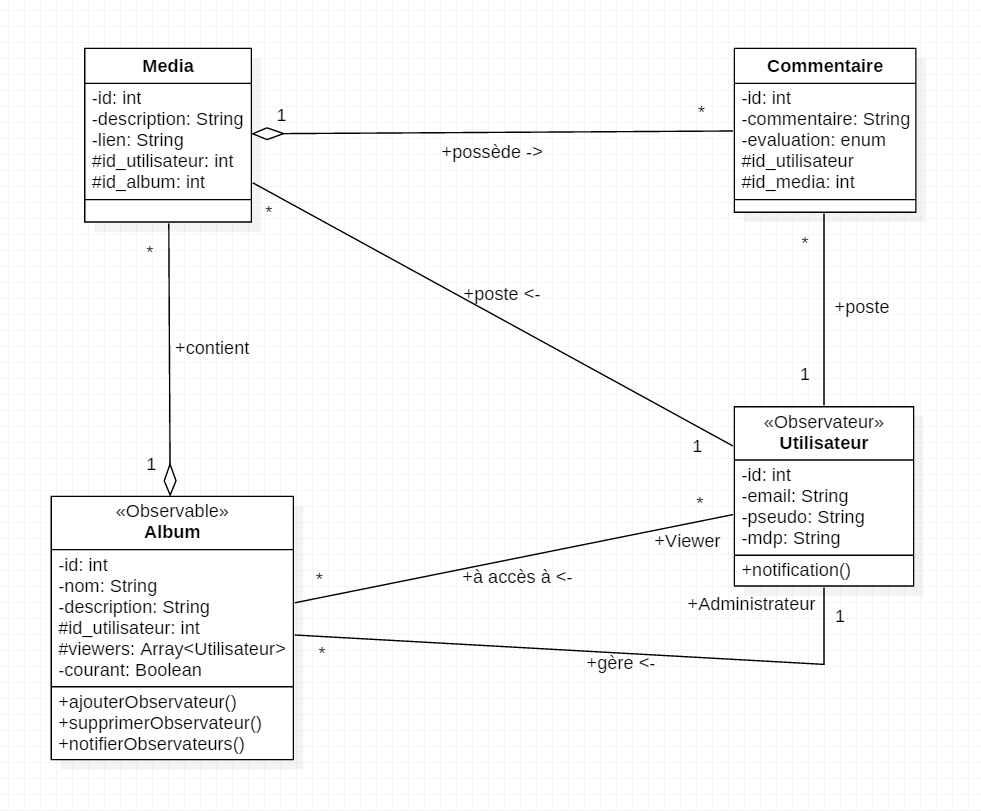 Media
-id: int
-description: String
-lien: String
#id_utilisateur: int
#id_album: int
1
*
+possède ->
Commentaire
-id: int
-commentaire: String
-evaluation: enum
#id_utilisateur
#id_media: int
*
+poste <-
1
*
+poste
1
*
+contient
1
«Observateur»
Utilisateur
-id: int
-email: String
-pseudo: String
-mdp: String
+notification()
«Observable»
Album
-id: int
-nom: String
-description: String
#id_utilisateur: int
#viewers: Array<Utilisateur>
-courant: Boolean
+ajouterObservateur()
+supprimerObservateur()
+notifierObservateurs()
*
+Viewer
+à accès à <-
*
+Administrateur
1
+gère <-
*